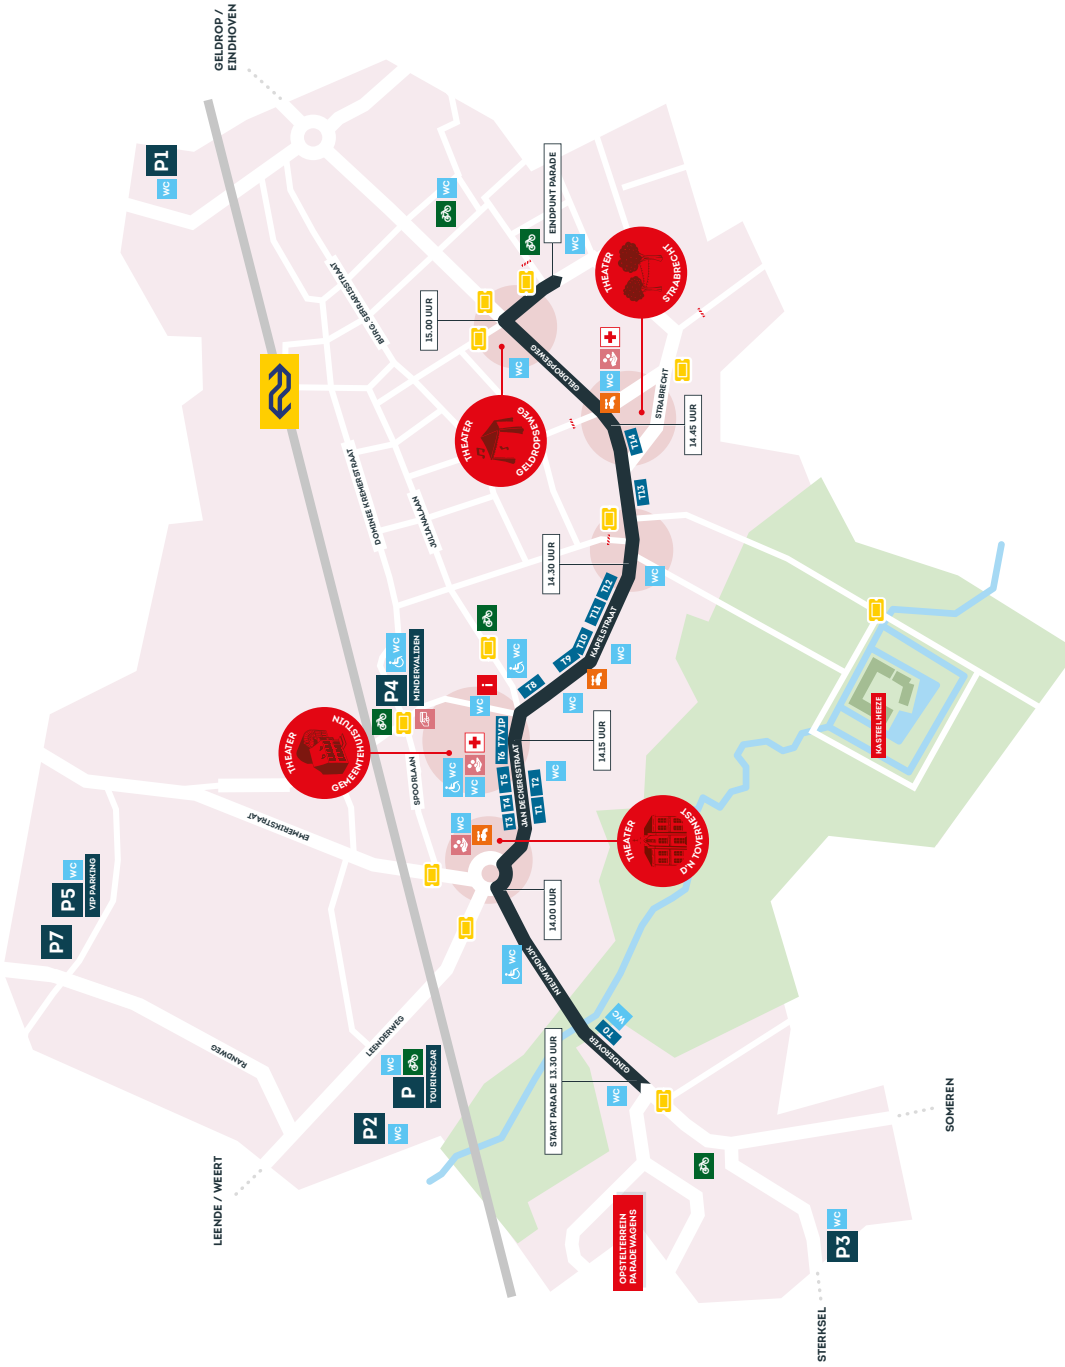 GELDROP /
EINDHOVEN
P1
WC
WC
EINDPUNT PARADE
WC
BURG. SERRARISSTRAAT
15.00 UUR
THEATER
STRABRECHT
WC
GELDROPSEWEG
WC
STRABRECHT
14.45 UUR
THEATER
GELDROPSEWEG
T14
T13
DOMINEE KREMERSTRAAT
JULIANALAAN
14.30 UUR
WC
T12
T11
T10
T9
KAPELSTRAAT
WC
WC
T8
WC
WC
P4
MINDERVALIDEN
i
WC
THEATER
GEMEENTEHUISTUIN
SPOORLAAN
WC
WC
T7 VIP
T6
T5
T4
T3
JAN DECKERSSTRAAT
T2
T1
WC
14.15 UUR
KASTEEL HEEZE
EMMERIKSTRAAT
WC
THEATER
D'N TOVERNEST
14.00 UUR
WC
P5
VIP PARKING
P7
WC
NIEUWENDIJK
LEENDERWEG
RANDWEG
WC
P
TOURINGCAR
P2
WC
T0
WC
GINDEROVER
START PARADE 13.30 UUR
WC
LEENDE / WEERT
SOMEREN
OPSTELTERREIN
PARADEWAGENS
WC
P3
STERKSEL